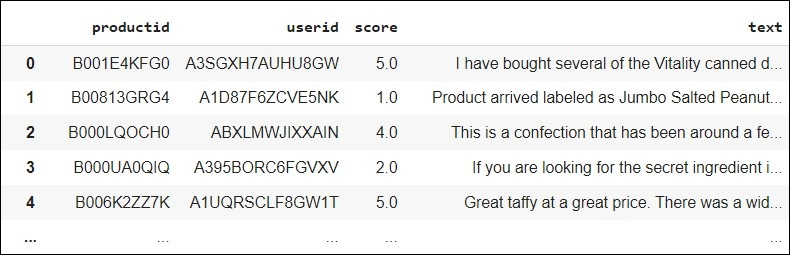 productid userid score text
0 B001E4KFG0 A3SGXH7AUHU8GW 5.0 I have bought several of the Vitality canned d...
1 B00813GRG4 A1D87F6ZCVE5NK 1.0 Product arrived labeled as Jumbo Salted Peanut...
2 B000LQOCH0 ABXLMWJIXXAIN 4.0 This is a confection that has been around a fe...
3 B000UA0QIQ A395BORC6FGVXV 2.0 If you are looking for the secret ingredient i...
4 B006K2ZZ7K A1UQRSCLF8GW1T 5.0 Great taffy at a great price. There was a wid...
... ... ... ... ...